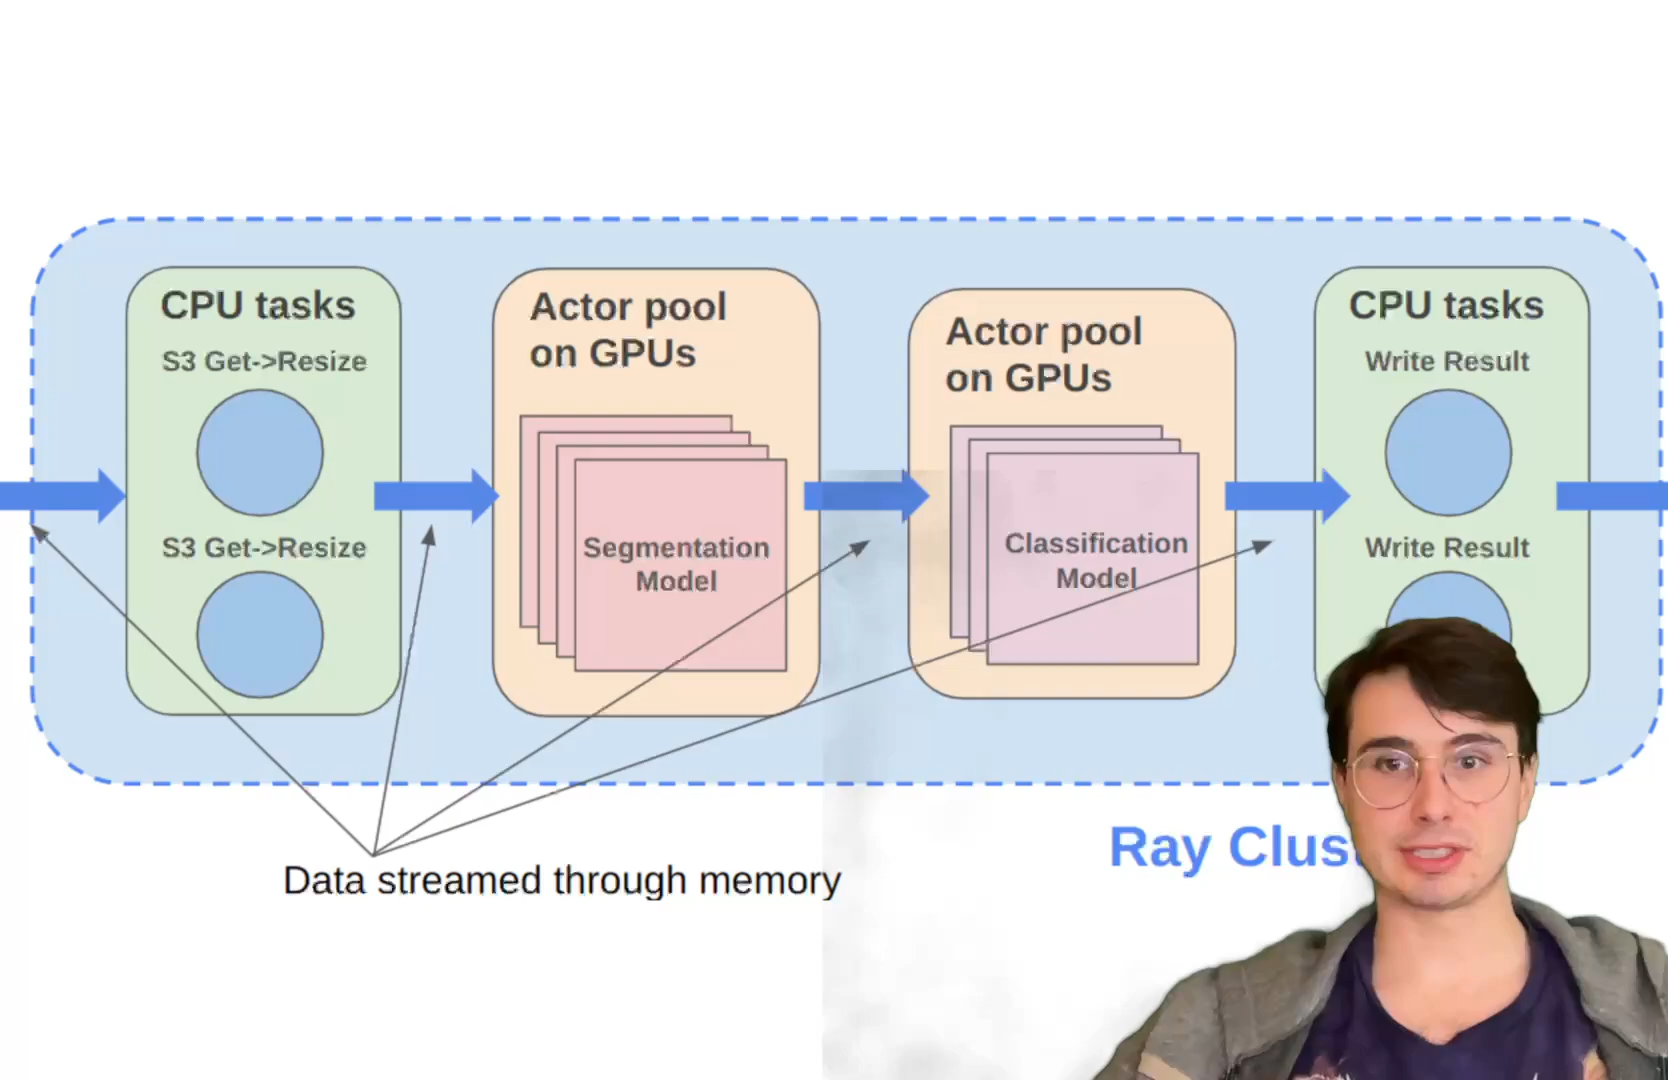 CPU tasks
S3 Get->Resize
S3 Get->Resize
Actor pool
on GPUs
Segmentation
Model
Actor pool
on GPUs
Classification
Model
CPU tasks
Write Result
Write Result
Data streamed through memory
Ray